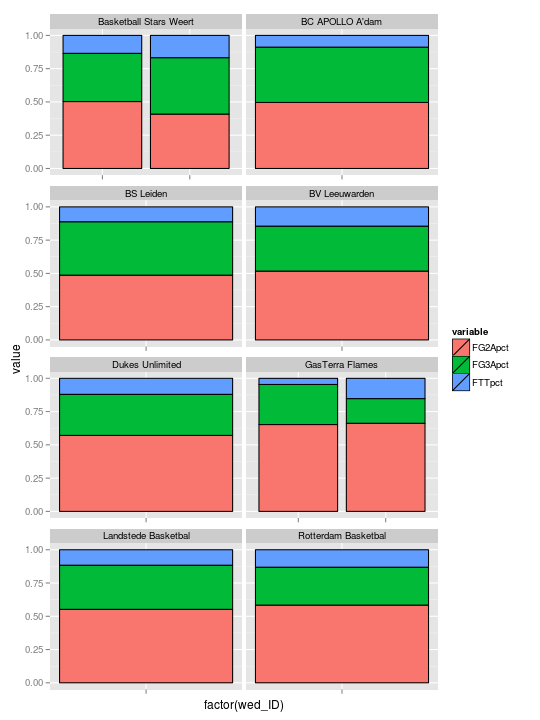 Basketball Stars Weert
BC APOLLO A'dam
1.00
0.75
0.50
0.25
0.00
BS Leiden
BV Leeuwarden
1.00
0.75
0.50
0.25
0.00
Dukes Unlimited
GasTerra Flames
1.00
0.75
0.50
0.25
0.00
Landstede Basketbal
Rotterdam Basketbal
1.00
0.75
0.50
0.25
0.00
value
factor(wed_ID)
variable
FG2Apct
FG3Apct
FTTpct